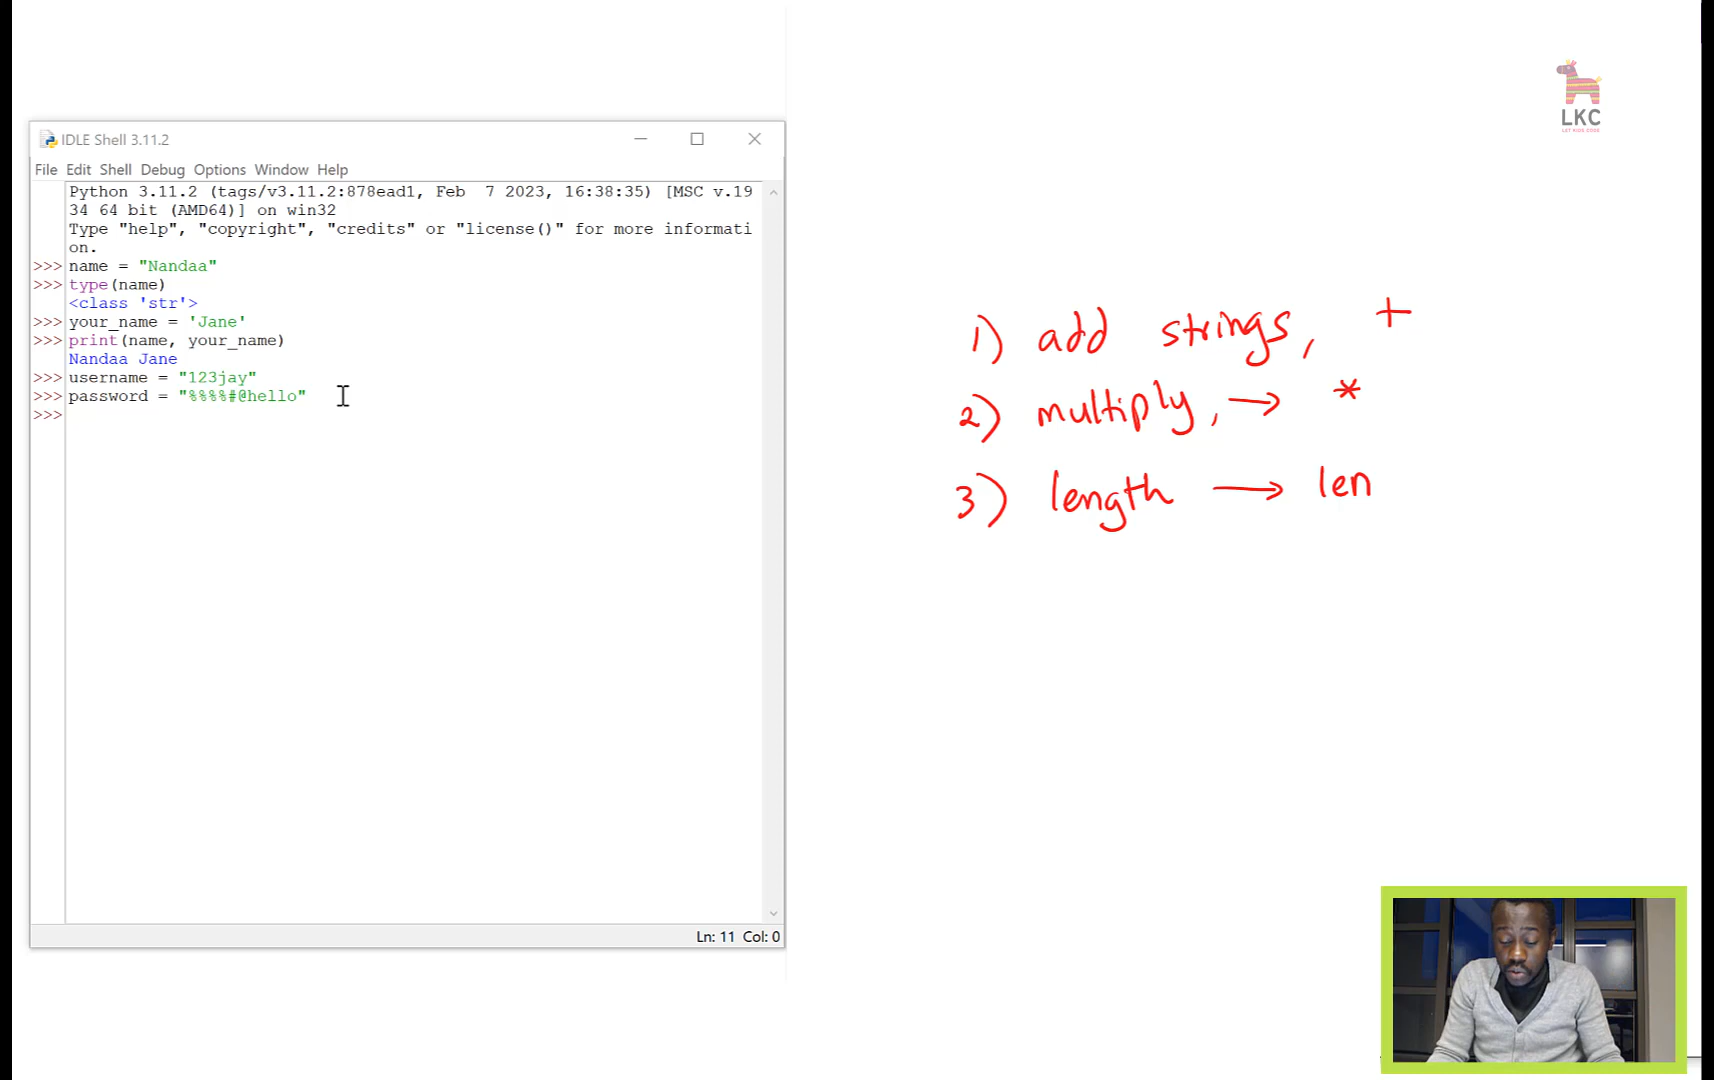 IDLE Shell 3.11.2
File Edit Shell Debug Options Window Help
Python 3.11.2 (tags/v3.11.2:878ead1, Feb  7 2023, 16:38:35) [MSC v.19
34 64 bit (AMD64)] on win32
Type "help", "copyright", "credits" or "license()" for more informati
on.
>>> name = "Nandaa"
>>> type(name)
<class 'str'>
>>> your_name = 'Jane'
>>> print(name, your_name)
Nandaa Jane
>>> username = "123jay"
>>> password = "%%%%#@hello"
>>>
Ln: 11 Col: 0
LKC
LET KIDS CODE
1) add strings, +
2) multiply, → *
3) length → len